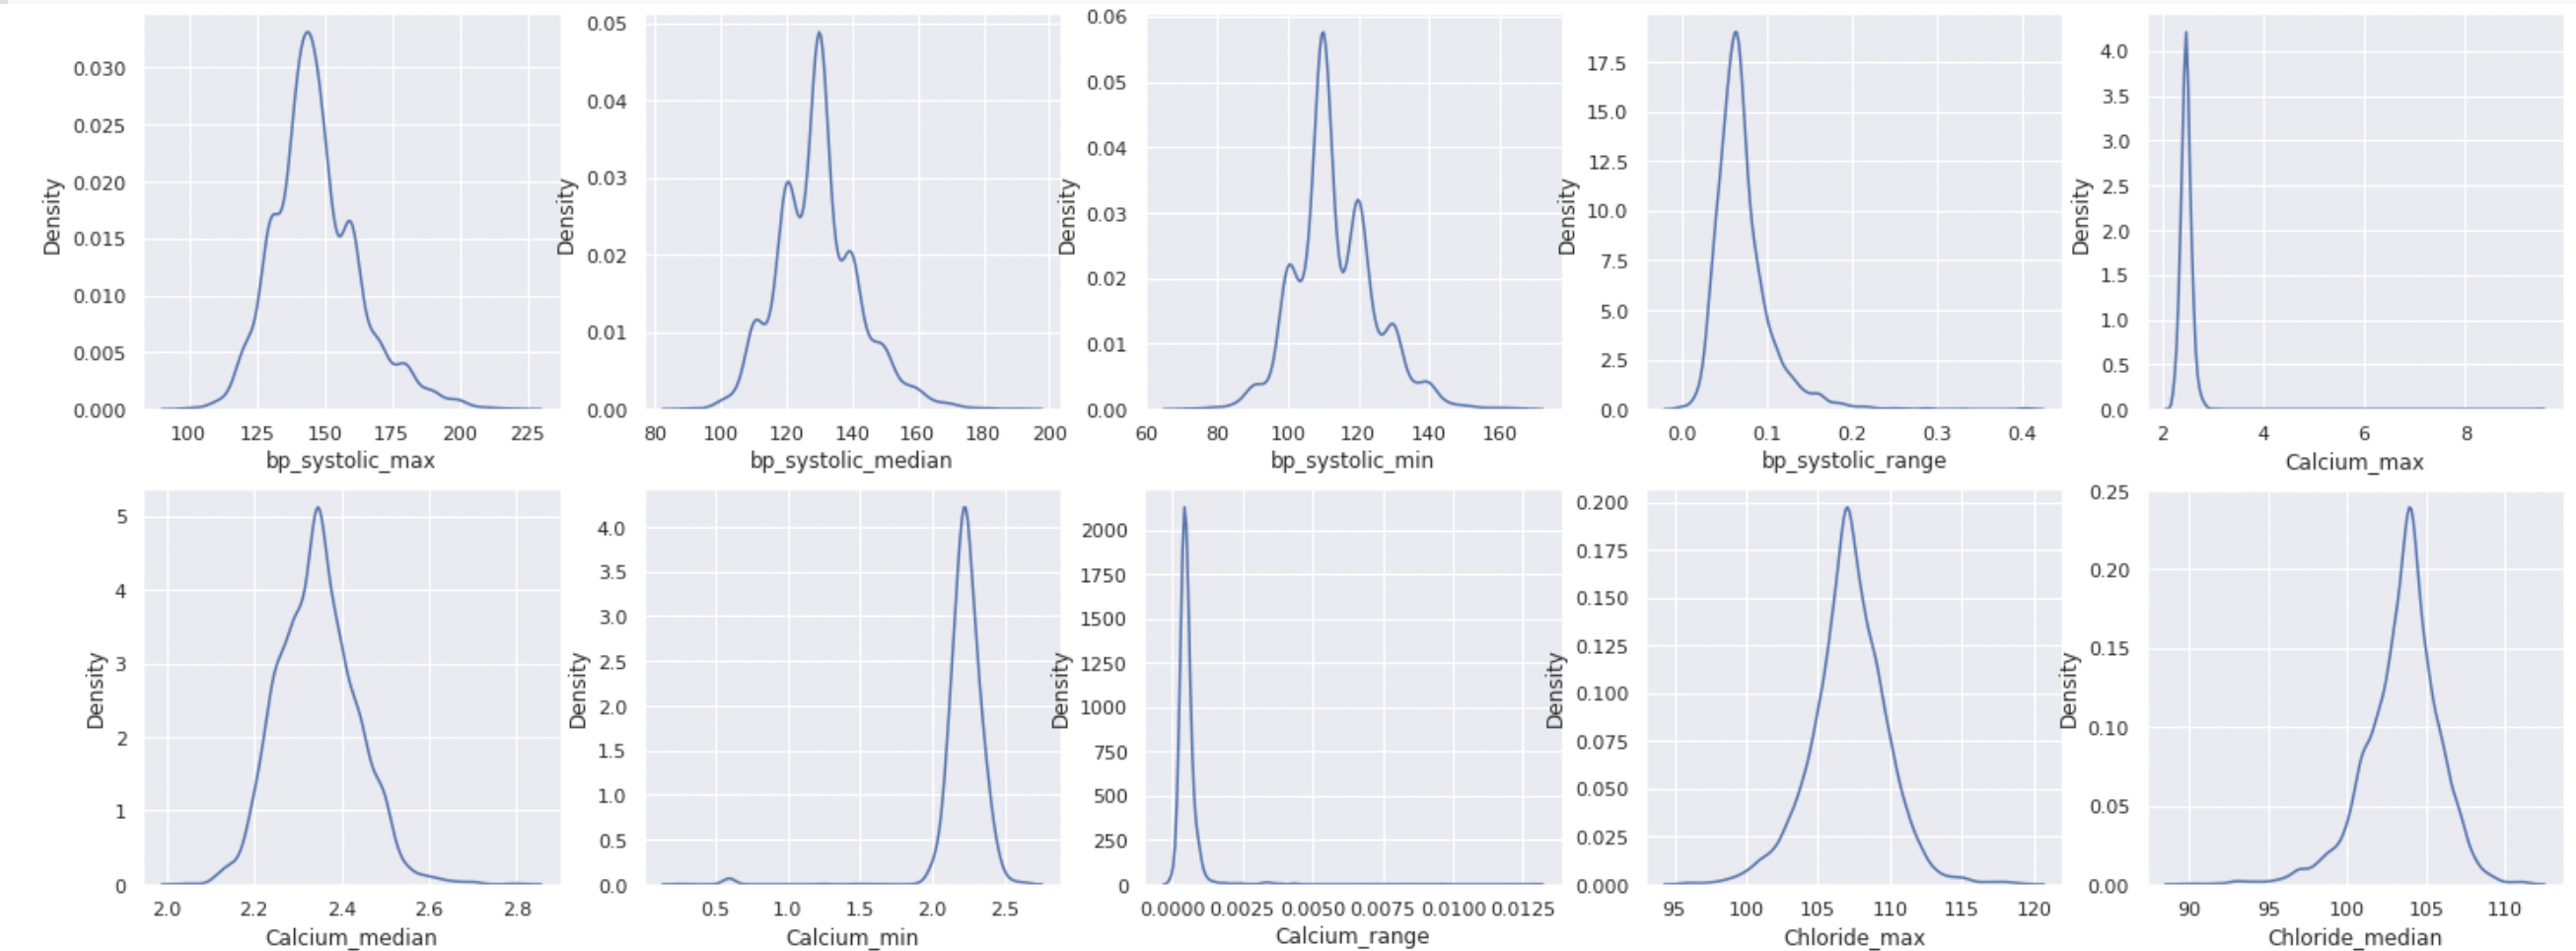 0.030
0.025
0.020
0.015
0.010
0.005
0.000
Density
100 125 150 175 200 225
bp_systolic_max
0.05
0.04
0.03
0.02
0.01
0.00
Density
80 100 120 140 160 180 200
bp_systolic_median
0.06
0.05
0.04
0.03
0.02
0.01
0.00
Density
60 80 100 120 140 160
bp_systolic_min
17.5
15.0
12.5
10.0
7.5
5.0
2.5
0.0
Density
0.0 0.1 0.2 0.3 0.4
bp_systolic_range
4.0
3.5
3.0
2.5
2.0
1.5
1.0
0.5
0.0
Density
2 4 6 8
Calcium_max
5
4
3
2
1
0
Density
2.0 2.2 2.4 2.6 2.8
Calcium_median
4.0
3.5
3.0
2.5
2.0
1.5
1.0
0.5
0.0
Density
0.5 1.0 1.5 2.0 2.5
Calcium_min
2000
1750
1500
1250
1000
750
500
250
0
Density
0.0000 0.0025 0.0050 0.0075 0.0100 0.0125
Calcium_range
0.200
0.175
0.150
0.125
0.100
0.075
0.050
0.025
0.000
Density
95 100 105 110 115 120
Chloride_max
0.25
0.20
0.15
0.10
0.05
0.00
Density
90 95 100 105 110
Chloride_median